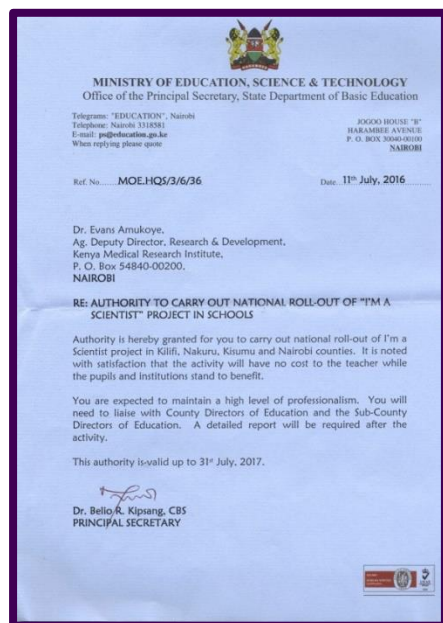 MINISTRY OF EDUCATION, SCIENCE & TECHNOLOGY
Office of the Principal Secretary, State Department of Basic Education
Telegrams: "EDUCATION", Nairobi
Telephone: Nairobi 3318581
E-mail: ps@education.go.ke
When replying please quote
JOGOO HOUSE "B"
HARAMBEE AVENUE
P. O. BOX 30040-00100
NAIROBI
Ref. No......MOE.HQS/3/6/36
Date. 11th July, 2016
Dr. Evans Amukoye,
Ag. Deputy Director, Research & Development,
Kenya Medical Research Institute,
P. O. Box 54840-00200,
NAIROBI
RE: AUTHORITY TO CARRY OUT NATIONAL ROLL-OUT OF "I'M A
SCIENTIST" PROJECT IN SCHOOLS
Authority is hereby granted for you to carry out national roll-out of I'm a
Scientist project in Kilifi, Nakuru, Kisumu and Nairobi counties. It is noted
with satisfaction that the activity will have no cost to the teacher while
the pupils and institutions stand to benefit.
You are expected to maintain a high level of professionalism. You will
need to liaise with County Directors of Education and the Sub-County
Directors of Education. A detailed report will be required after the
activity.
This authority is valid up to 31st July, 2017.
Dr. Belio R. Kipsang, CBS
PRINCIPAL SECRETARY